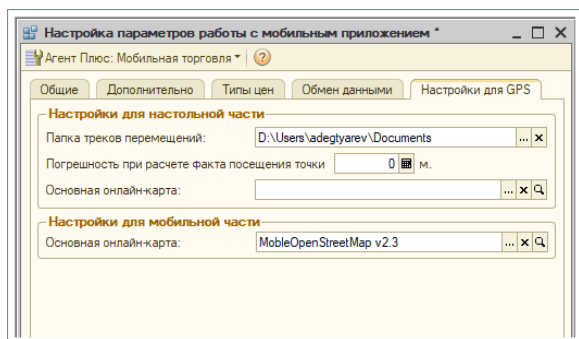 Настройка параметров работы с мобильным приложением *
Агент Плюс: Мобильная торговля
Общие Дополнительно Типы цен Обмен данными Настройки для GPS
Настройки для настольной части
Папка треков перемещений: D:\Users\adegtyarev\Documents ...
Погрешность при расчете факта посещения точки 0 м.
Основная онлайн-карта: ...
Настройки для мобильной части
Основная онлайн-карта: MobleOpenStreetMap v2.3 ...